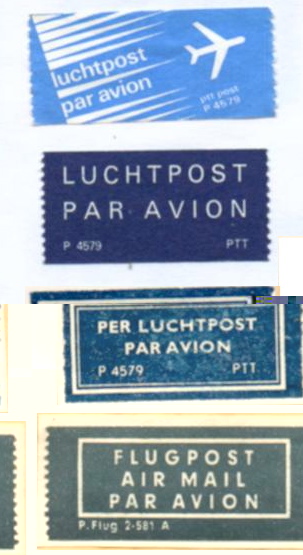 luchtpost
par avion
ptt post
P 4579
LUCHTPOST
PAR AVION
P 4579 PTT
PER LUCHTPOST
PAR AVION
P 4579 PTT
FLUGPOST
AIR MAIL
PAR AVION
P. Flug 2-581 A